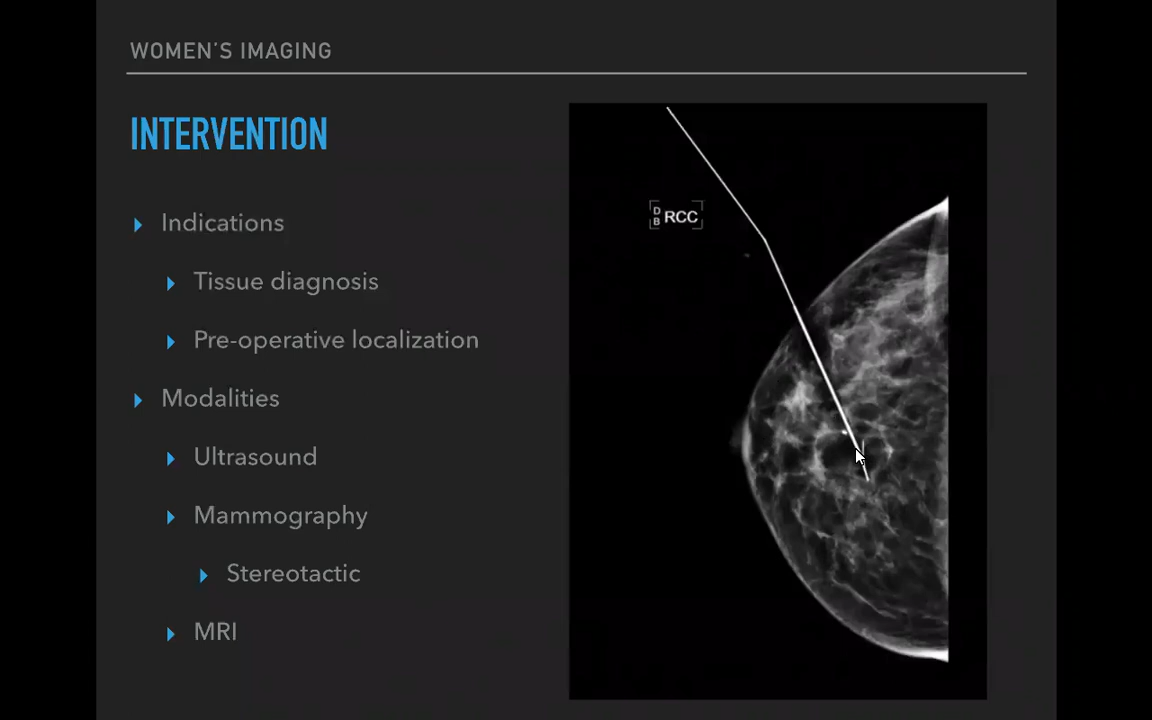 WOMEN'S IMAGING
INTERVENTION
Indications
Tissue diagnosis
Pre-operative localization
Modalities
Ultrasound
Mammography
Stereotactic
MRI
D
B RCC